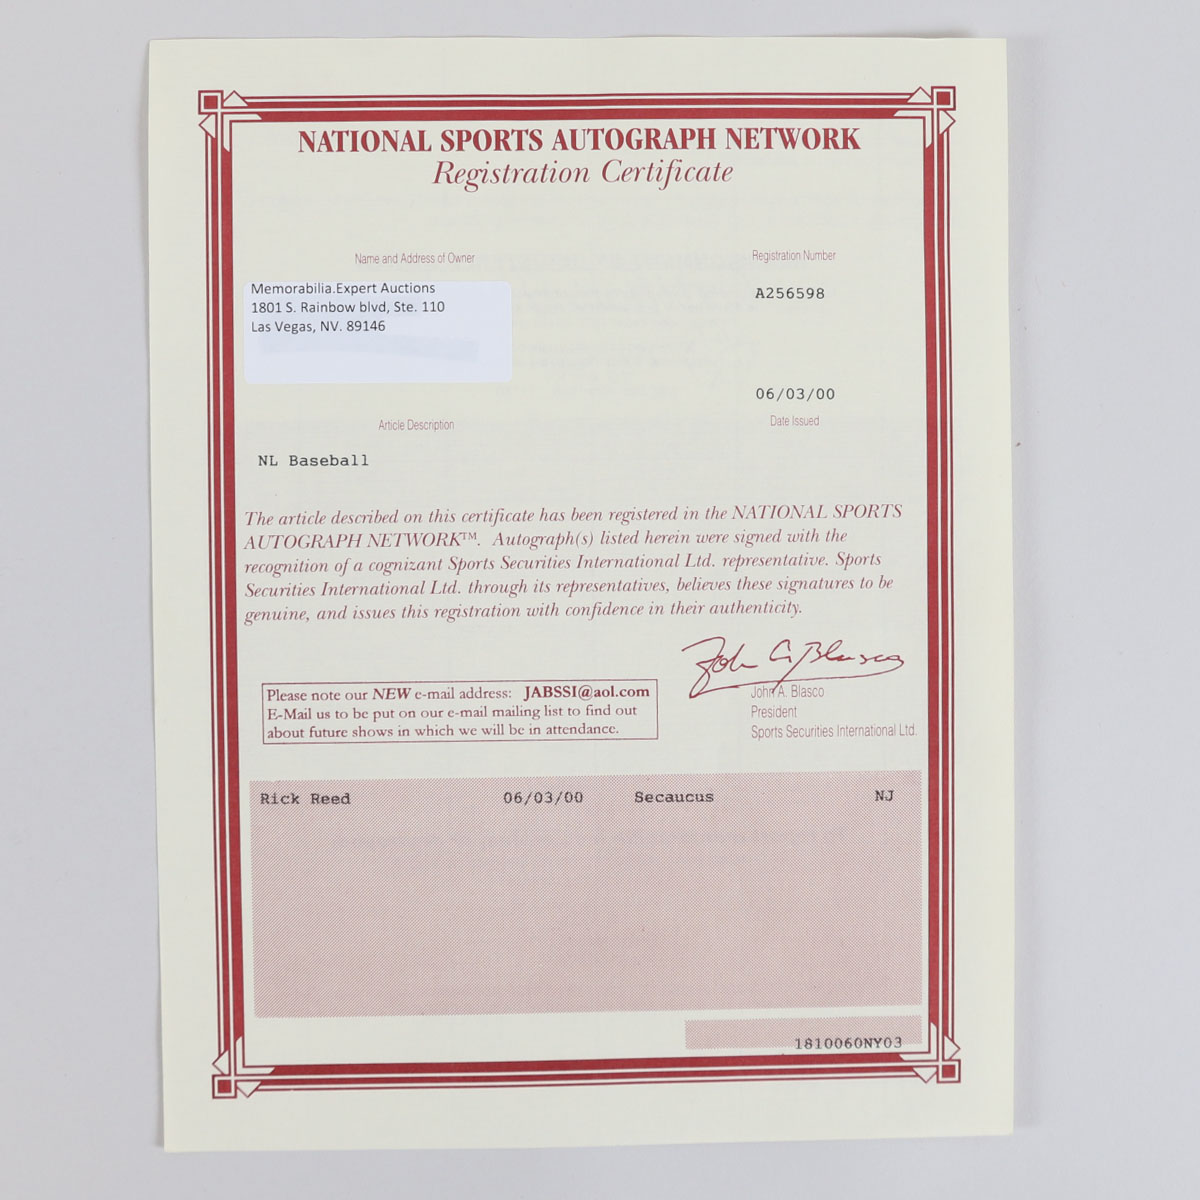 NATIONAL SPORTS AUTOGRAPH NETWORK
Registration Certificate
Name and Address of Owner
Registration Number
Memorabilia.Expert Auctions
1801 S. Rainbow blvd, Ste. 110
Las Vegas, NV. 89146
A256598
06/03/00
Date Issued
Article Description
NL Baseball
The article described on this certificate has been registered in the NATIONAL SPORTS
AUTOGRAPH NETWORK™. Autograph(s) listed herein were signed with the
recognition of a cognizant Sports Securities International Ltd. representative. Sports
Securities International Ltd. through its representatives, believes these signatures to be
genuine, and issues this registration with confidence in their authenticity.
John A. Blasco
John A. Blasco
President
Sports Securities International Ltd.
Please note our NEW e-mail address: JABSSI@aol.com
E-Mail us to be put on our e-mail mailing list to find out
about future shows in which we will be in attendance.
Rick Reed 06/03/00 Secaucus NJ
1810060NY03